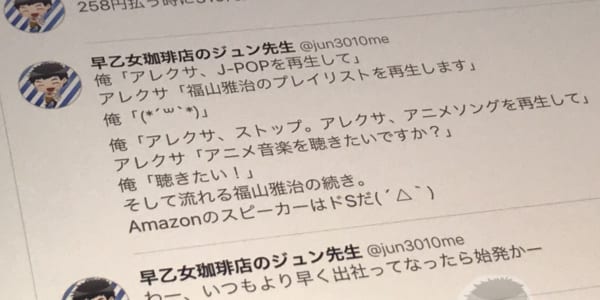 258円払う時に
早乙女珈琲店のジュン先生 @jun3010me
俺「アレクサ、J-POPを再生して」
アレクサ「福山雅治のプレイリストを再生します」
俺「(*´꒳`*)」
俺「アレクサ、ストップ。アレクサ、アニメソングを再生して」
アレクサ「アニメ音楽を聴きたいですか？」
俺「聴きたい！」
そして流れる福山雅治の続き。
AmazonのスピーカーはドSだ( ´△｀)
早乙女珈琲店のジュン先生 @jun3010me
わー、いつもより早く出社ってなったら始発かー